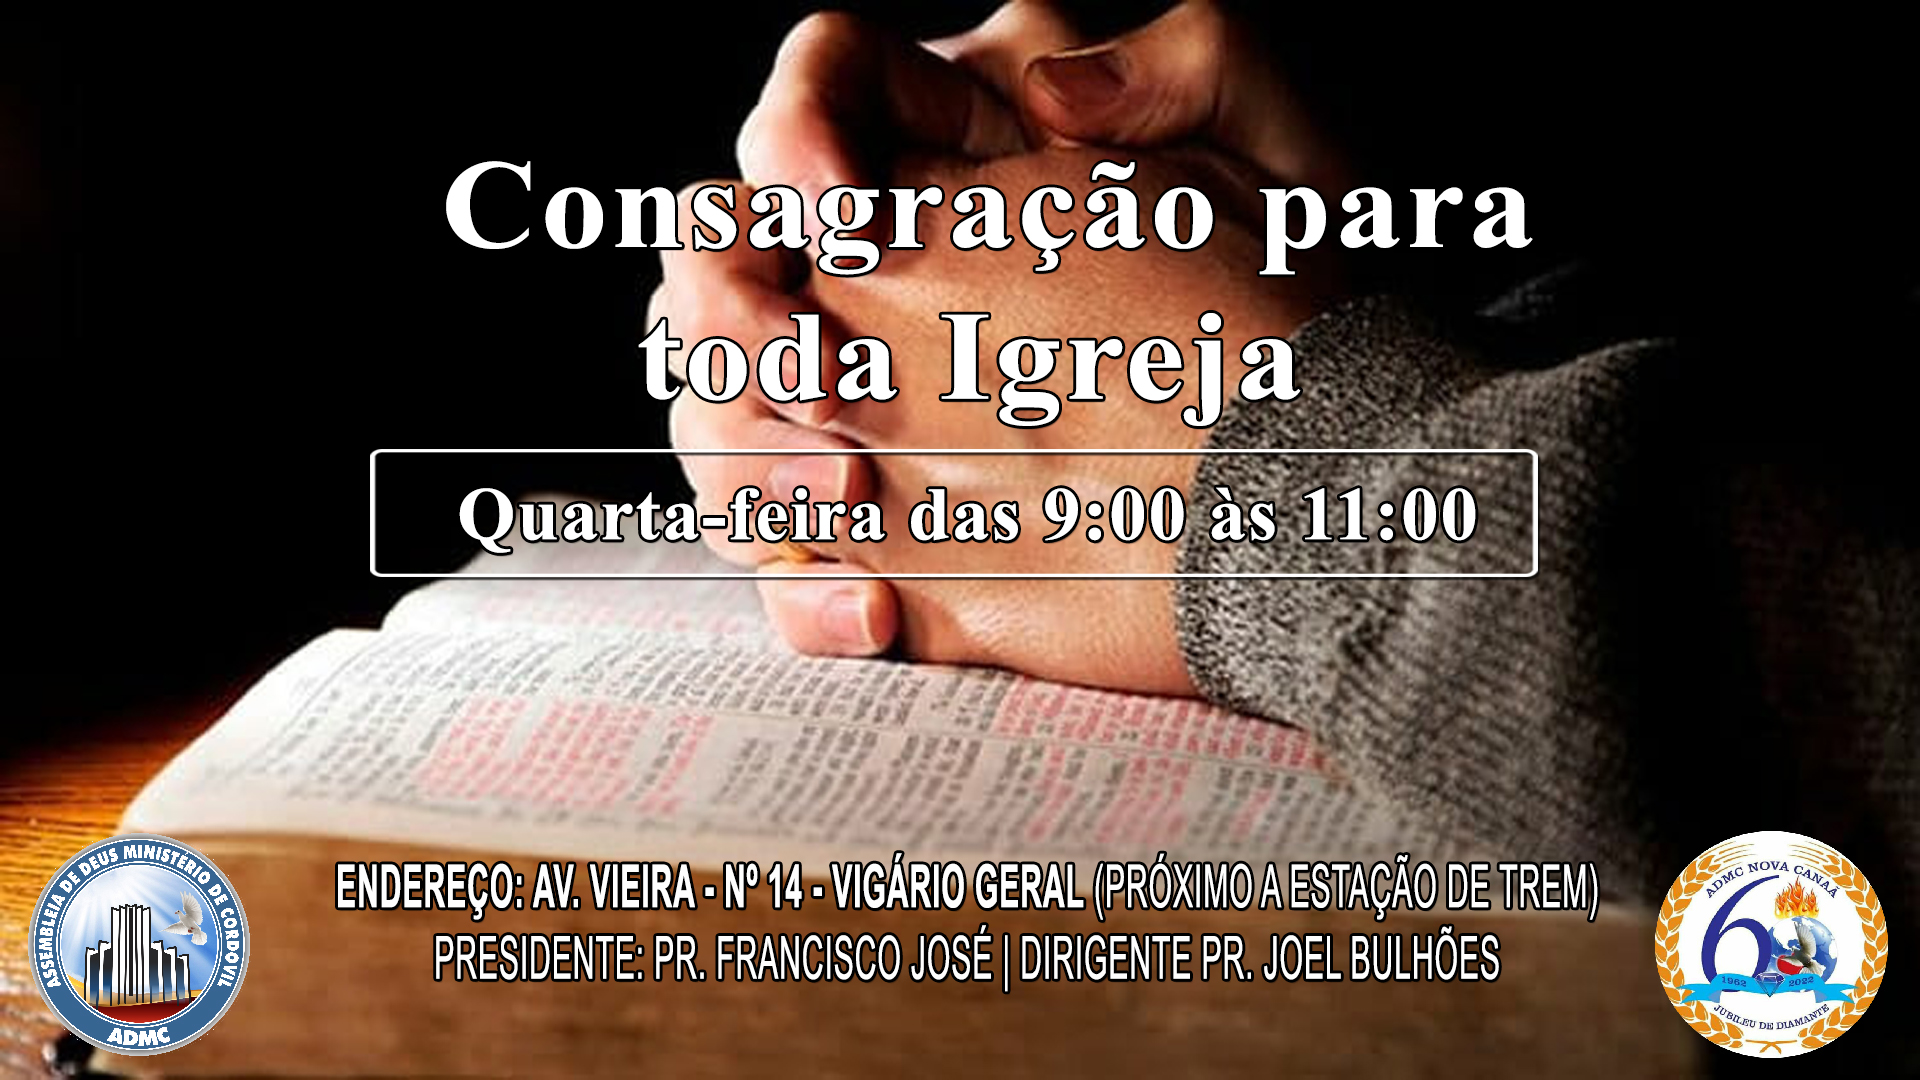 Consagração para
toda Igreja
Quarta-feira das 9:00 às 11:00
ENDEREÇO: AV. VIEIRA - Nº 14 - VIGÁRIO GERAL (PRÓXIMO A ESTAÇÃO DE TREM)
PRESIDENTE: PR. FRANCISCO JOSÉ | DIRIGENTE PR. JOEL BULHÕES
ASSEMBLEIA DE DEUS MINISTÉRIO DE CORDOVIL
ADMC
ADMC NOVA CANAÃ
60
1962 2022
JUBILEU DE DIAMANTE